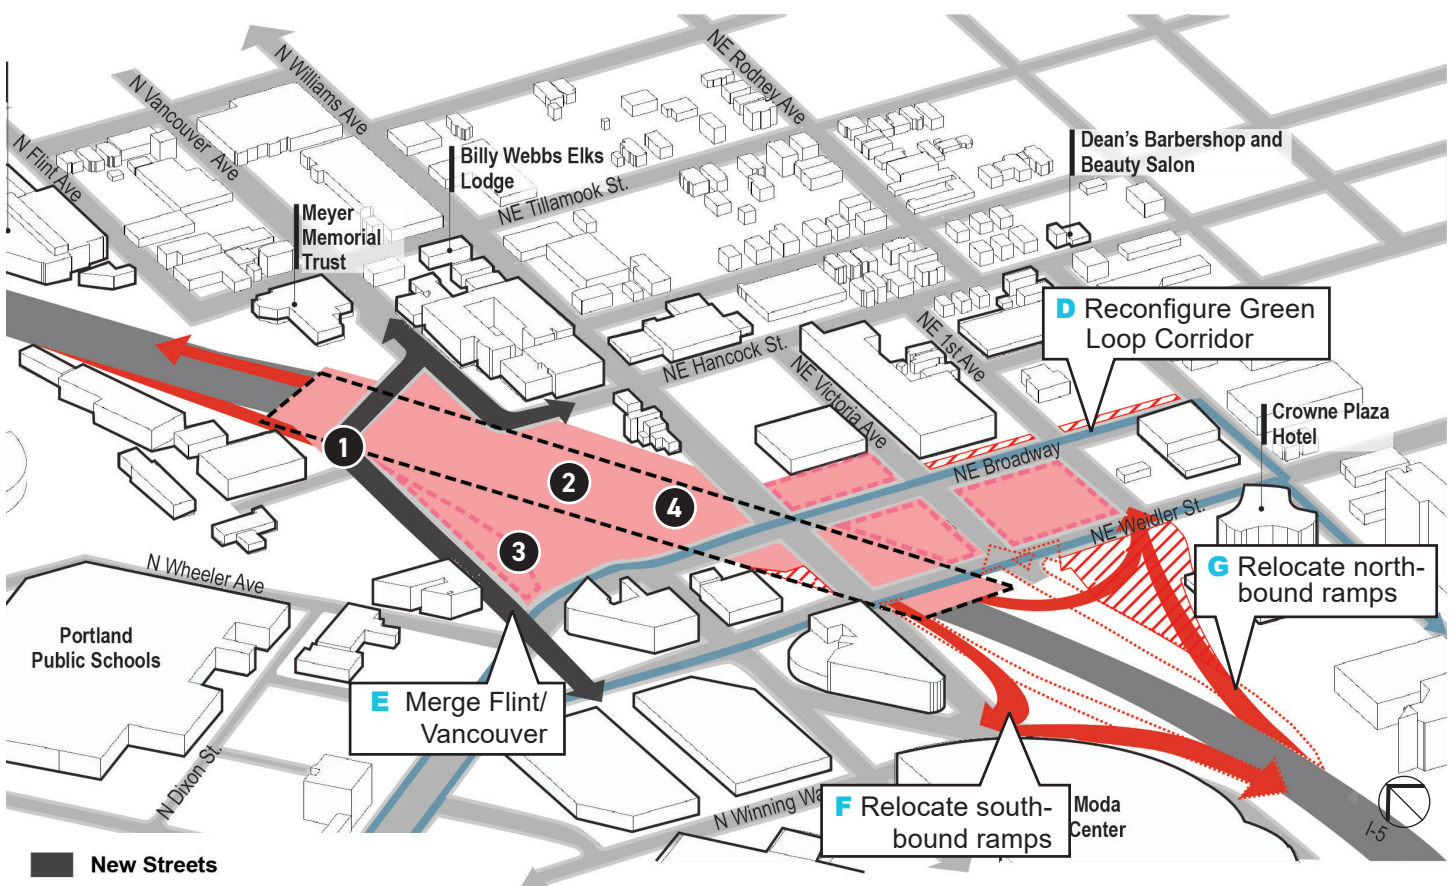 N Williams Ave
NE Rodney Ave
N Vancouver Ave
N Flint Ave
Billy Webbs Elks
Lodge
Dean's Barbershop and
Beauty Salon
NE Tillamook St.
Meyer
Memorial
Trust
D Reconfigure Green
Loop Corridor
NE Hancock St.
NE 1st Ave
NE Victoria Ave
Crowne Plaza
Hotel
1
2
3
4
NE Broadway
NE Weidler St.
N Wheeler Ave
G Relocate north-
bound ramps
Portland
Public Schools
E Merge Flint/
Vancouver
N Dixon St.
F Relocate south-
bound ramps
Moda
Center
N Winning Wa
I-5
New Streets